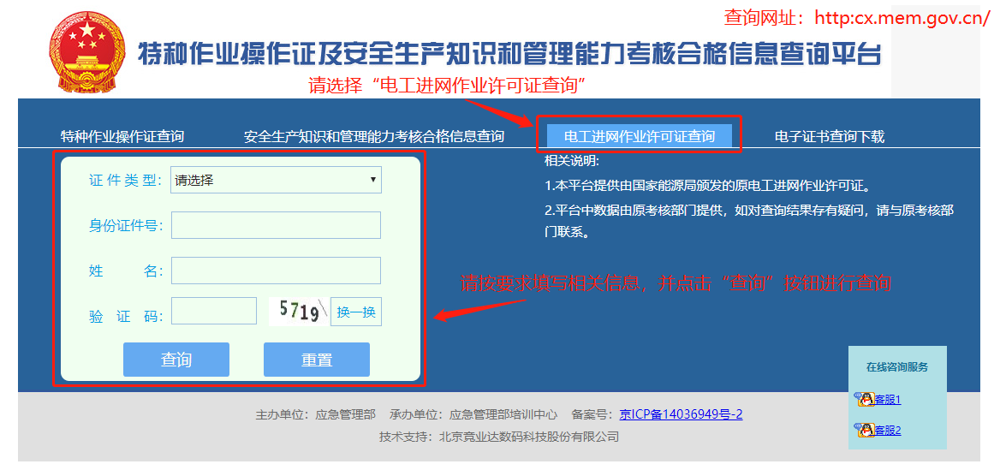 查询网址：http:cx.mem.gov.cn/
特种作业操作证及安全生产知识和管理能力考核合格信息查询平台
请选择“电工进网作业许可证查询”
特种作业操作证查询 安全生产知识和管理能力考核合格信息查询 电工进网作业许可证查询 电子证书查询下载
相关说明:
1.本平台提供由国家能源局颁发的原电工进网作业许可证。
2.平台中数据由原考核部门提供，如对查询结果存有疑问，请与原考核部
门联系。
证件类型： 请选择
身份证件号：
姓 名：
请按要求填写相关信息，并点击“查询”按钮进行查询
验 证 码： 5719 换一换
查询 重置
在线咨询服务
客服1
客服2
主办单位：应急管理部 承办单位：应急管理部培训中心 备案号：京ICP备14036949号-2
技术支持：北京竞业达数码科技股份有限公司